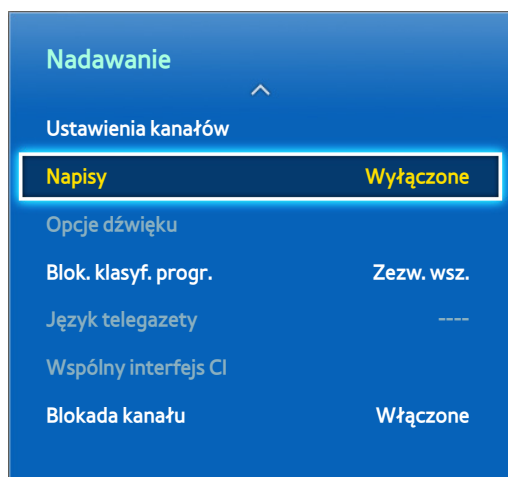 Nadawanie
Ustawienia kanałów
Napisy Wyłączone
Opcje dźwięku
Blok. klasyf. progr. Zezw. wsz.
Język telegazety ----
Wspólny interfejs CI
Blokada kanału Włączone